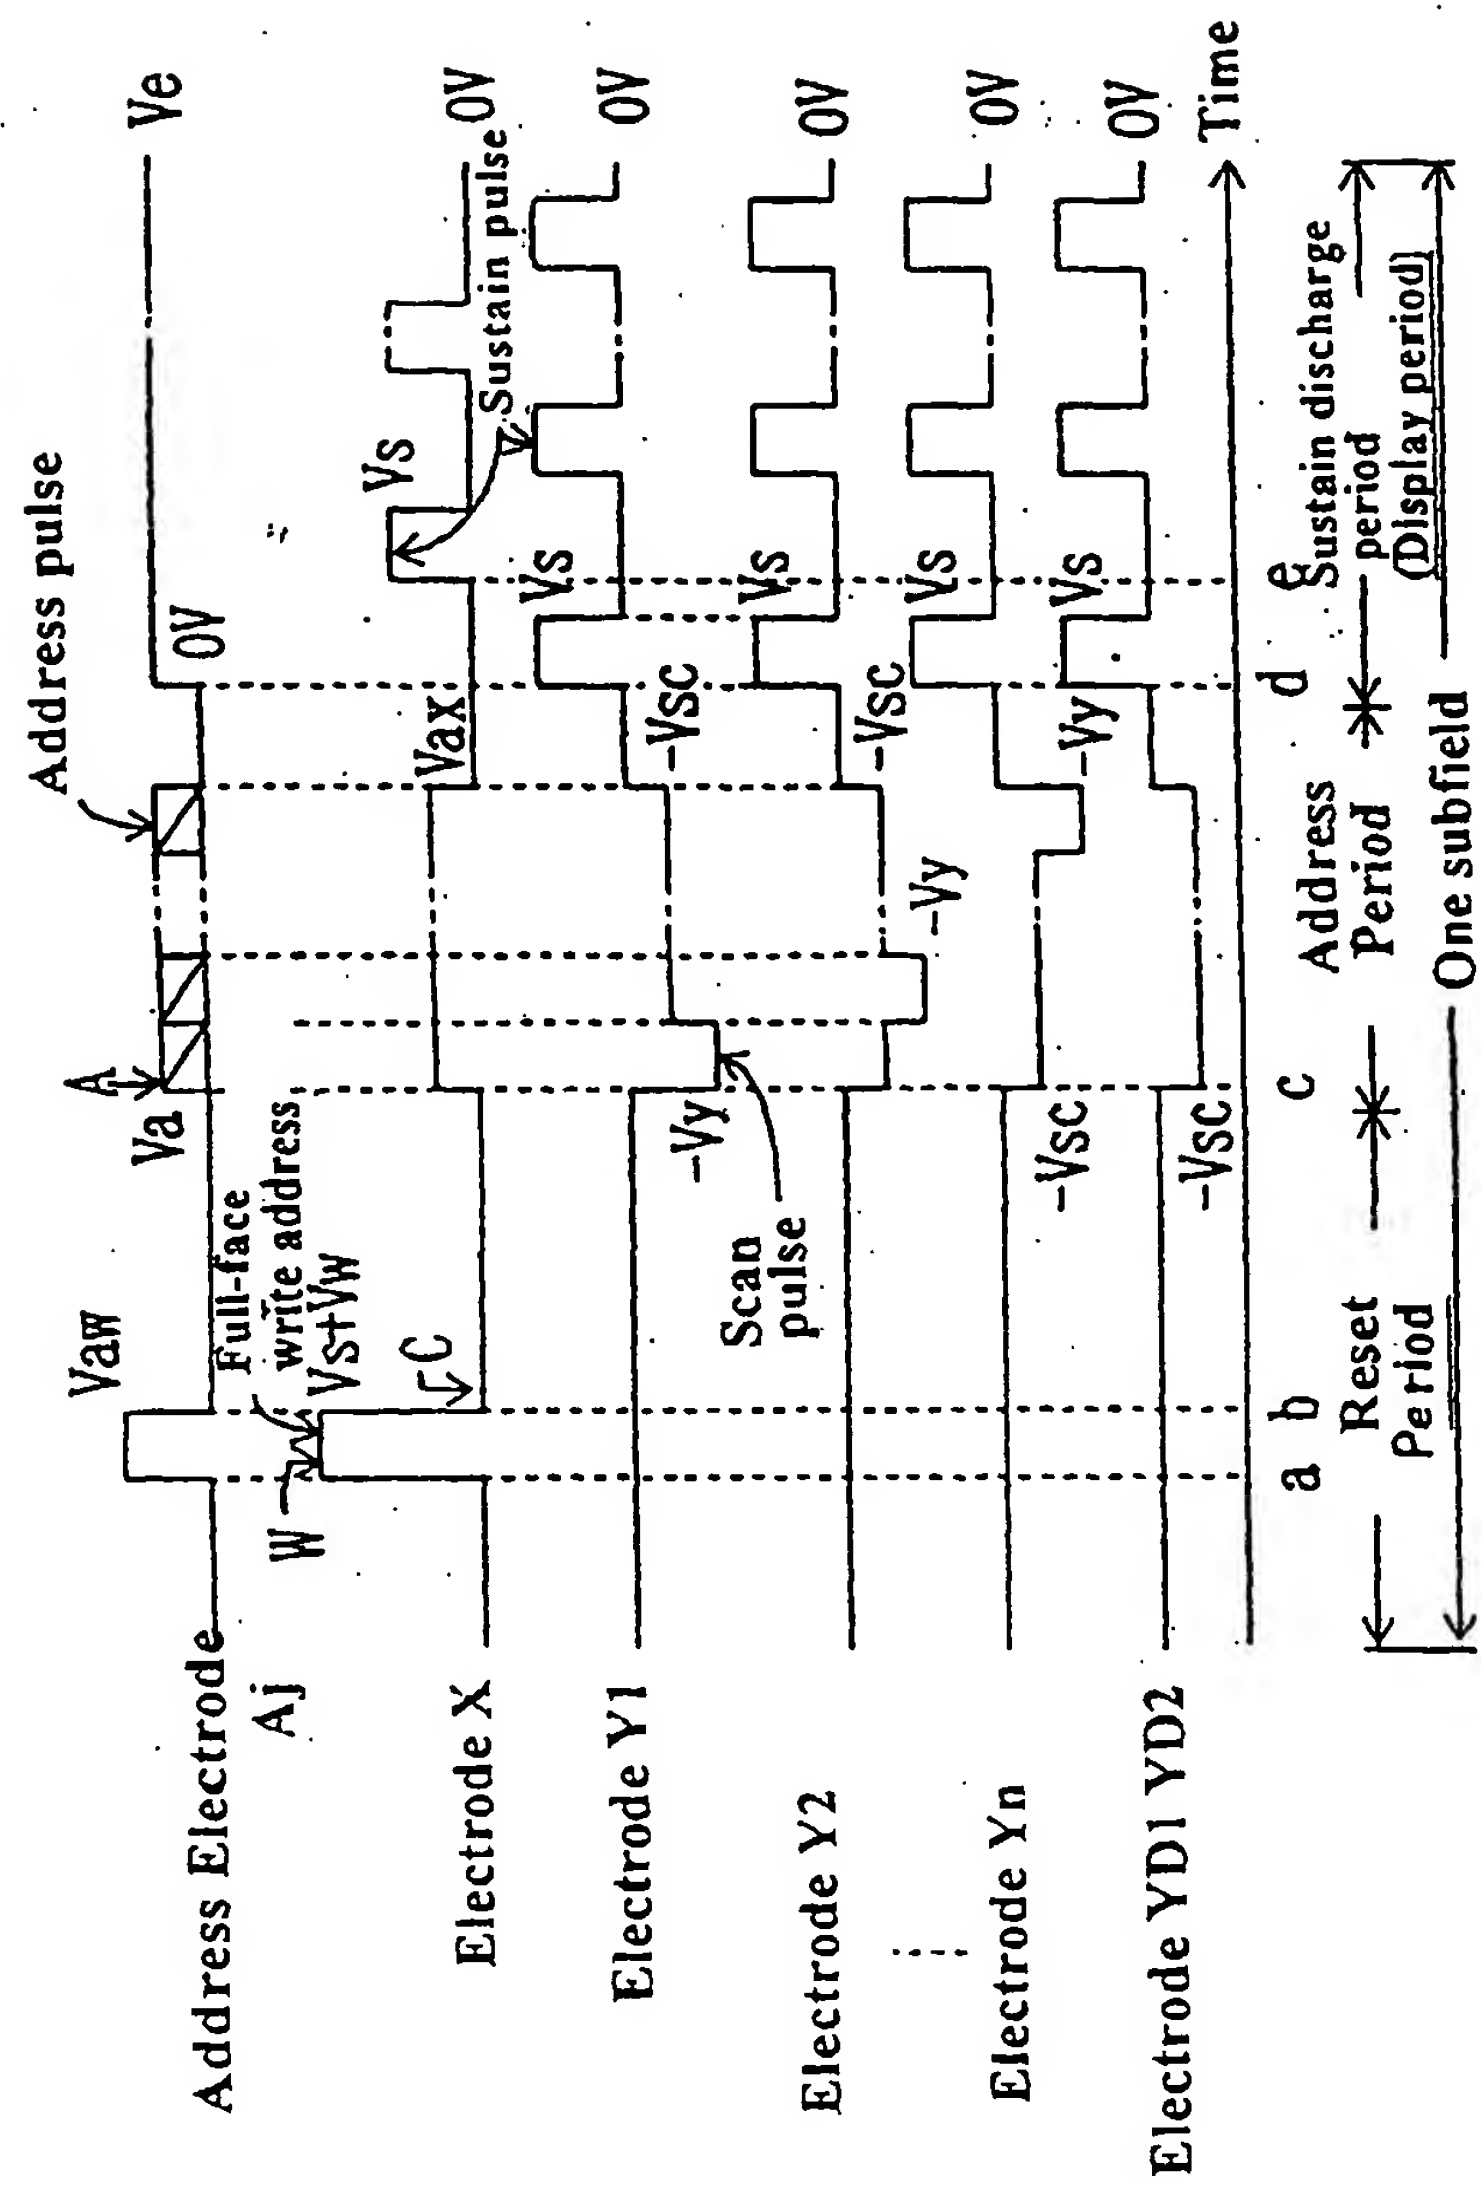 Address pulse
Ve
Vaw
Va
A
0V
Address Electrode
Aj
Full-face
write address
Vs+Vw
W
C
Vax
Vs
0V
Electrode X
Sustain pulse
Vs
0V
Electrode Y1
-Vy
-Vsc
Scan
pulse
Vs
0V
Electrode Y2
-Vsc
-Vy
Vs
0V
Electrode Yn
-Vsc
-Vy
Vs
0V
Electrode YD1 YD2
-Vsc
Time
a
b
c
d
e
Reset
Period
Address
Period
Sustain discharge
period
(Display period)
One subfield